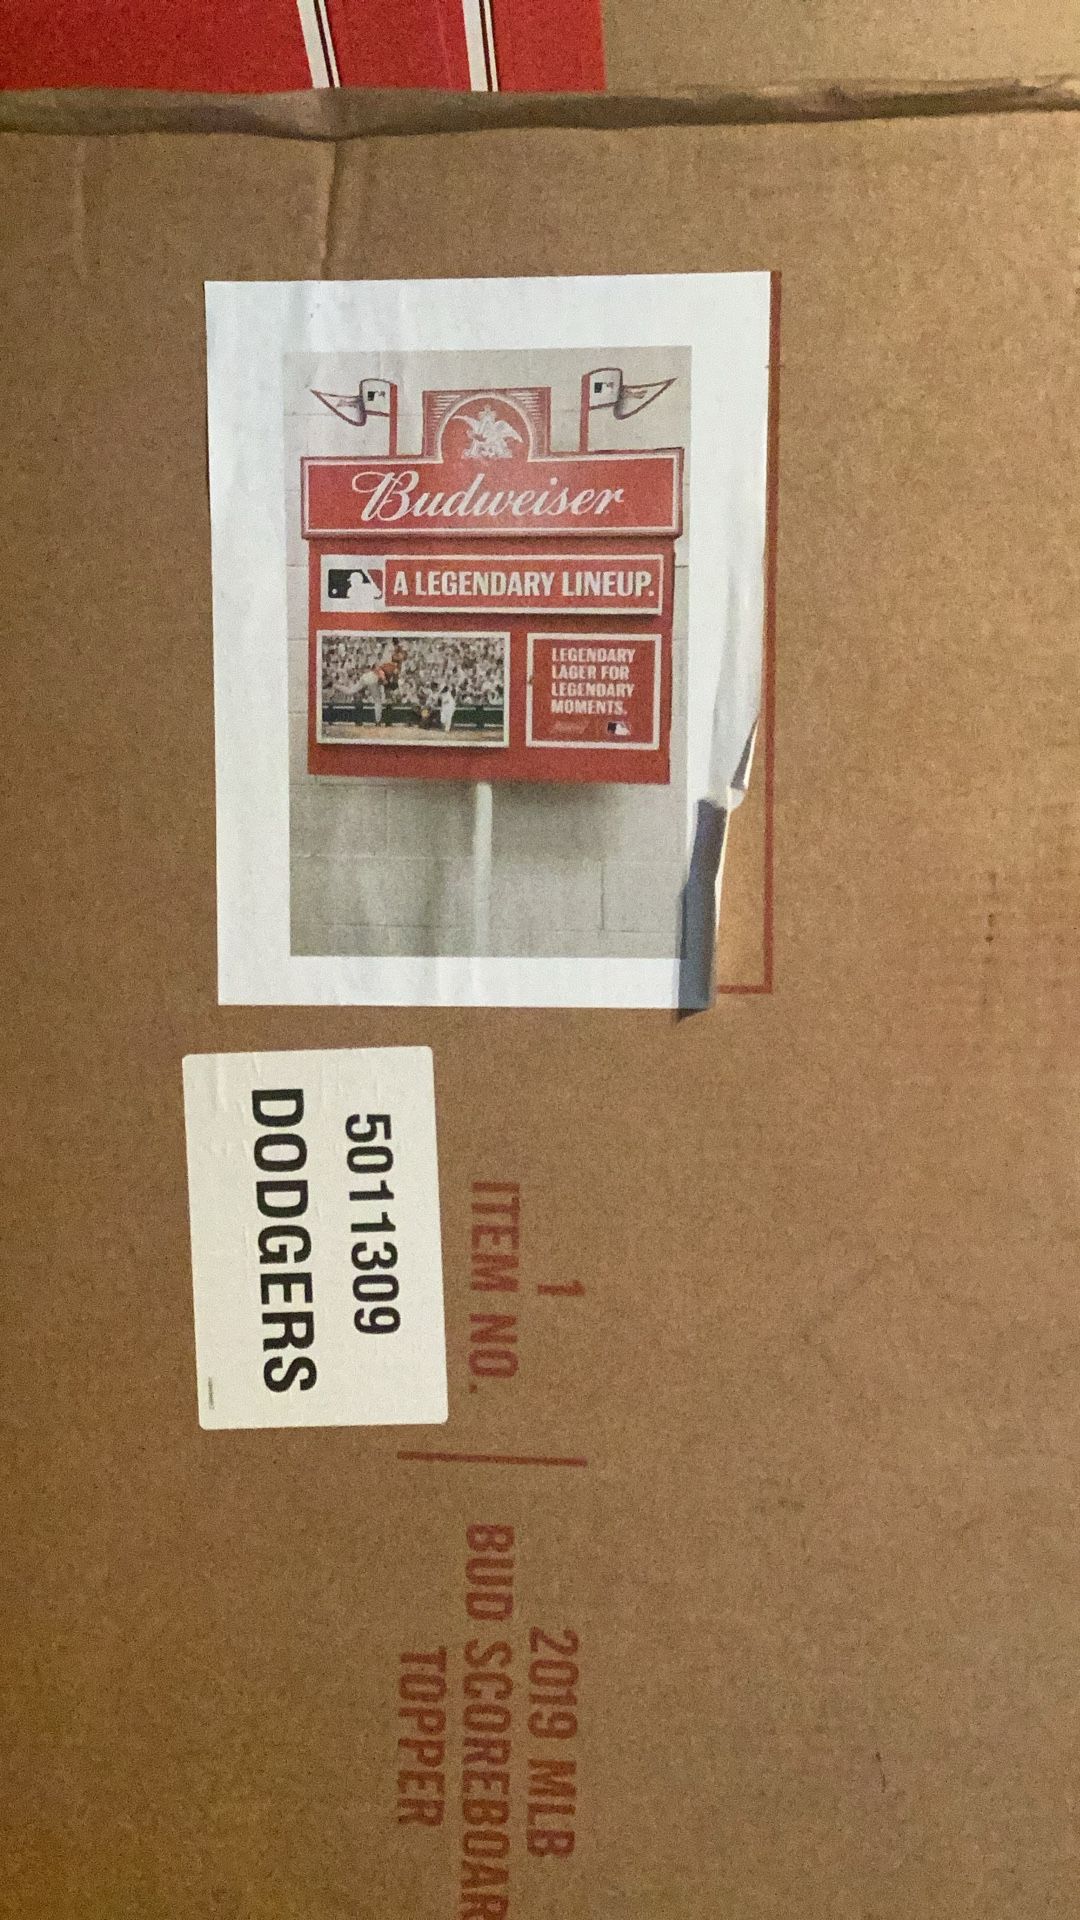 Budweiser
A LEGENDARY LINEUP.
LEGENDARY
LAGER FOR
LEGENDARY
MOMENTS.
5011309
DODGERS
1
ITEM NO.
2019 MLB
BUD SCOREBOAR
TOPPER